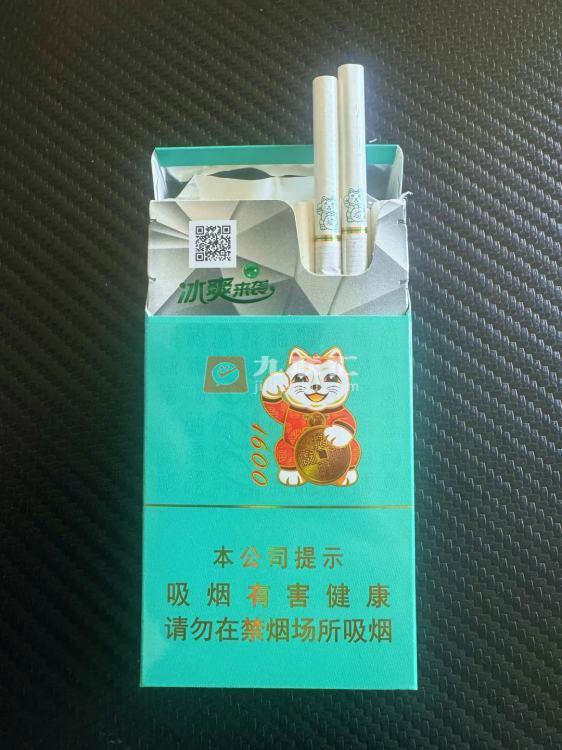 冰爽来袭
1600
本公司提示
吸烟有害健康
请勿在禁烟场所吸烟